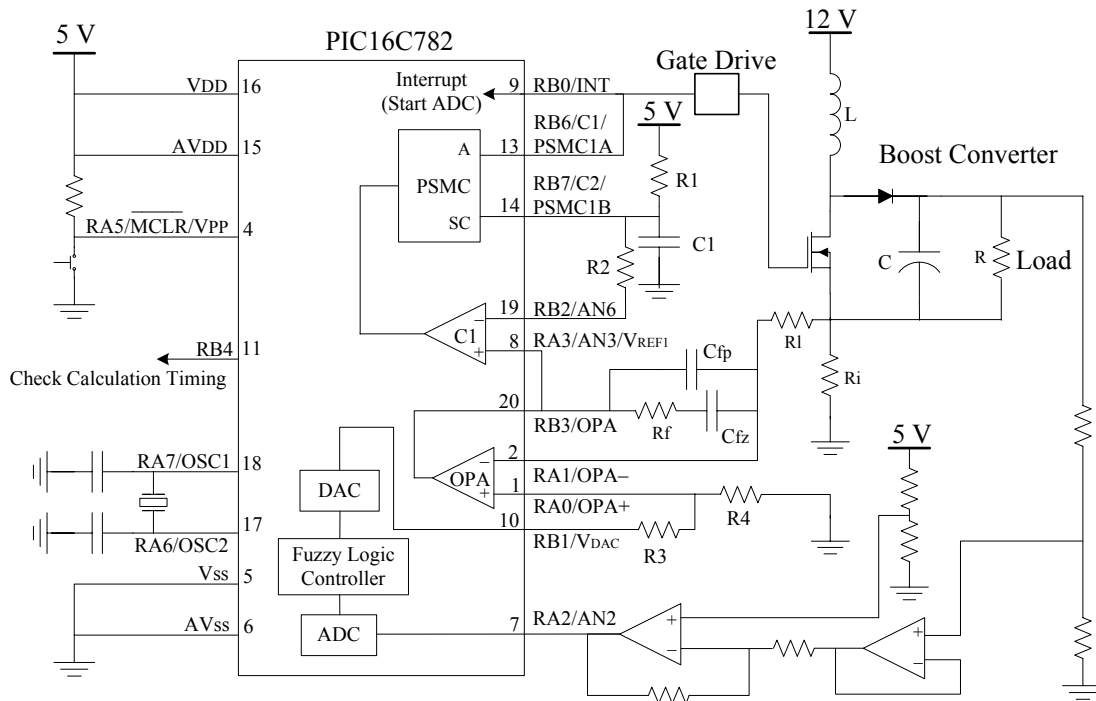 5 V
PIC16C782
12 V
VDD
16
Interrupt
(Start ADC)
9
RB0/INT
Gate Drive
5 V
L
AVDD
15
A
PSMC
SC
RB6/C1/
13
PSMC1A
RB7/C2/
14
PSMC1B
R1
C1
R2
Boost Converter
RA5/MCLR/VPP
4
C
R
Load
19
RB2/AN6
C1
−
+
8
RA3/AN3/VREF1
Rl
Ri
RB4
11
Check Calculation Timing
Cfp
20
RB3/OPA
Rf
Cfz
2
RA1/OPA−
OPA
−
+
1
RA0/OPA+
R4
10
RB1/VDAC
R3
5 V
RA7/OSC1
18
DAC
17
RA6/OSC2
Fuzzy Logic
Controller
Vss
5
AVss
6
ADC
7
RA2/AN2
+
−
+
−